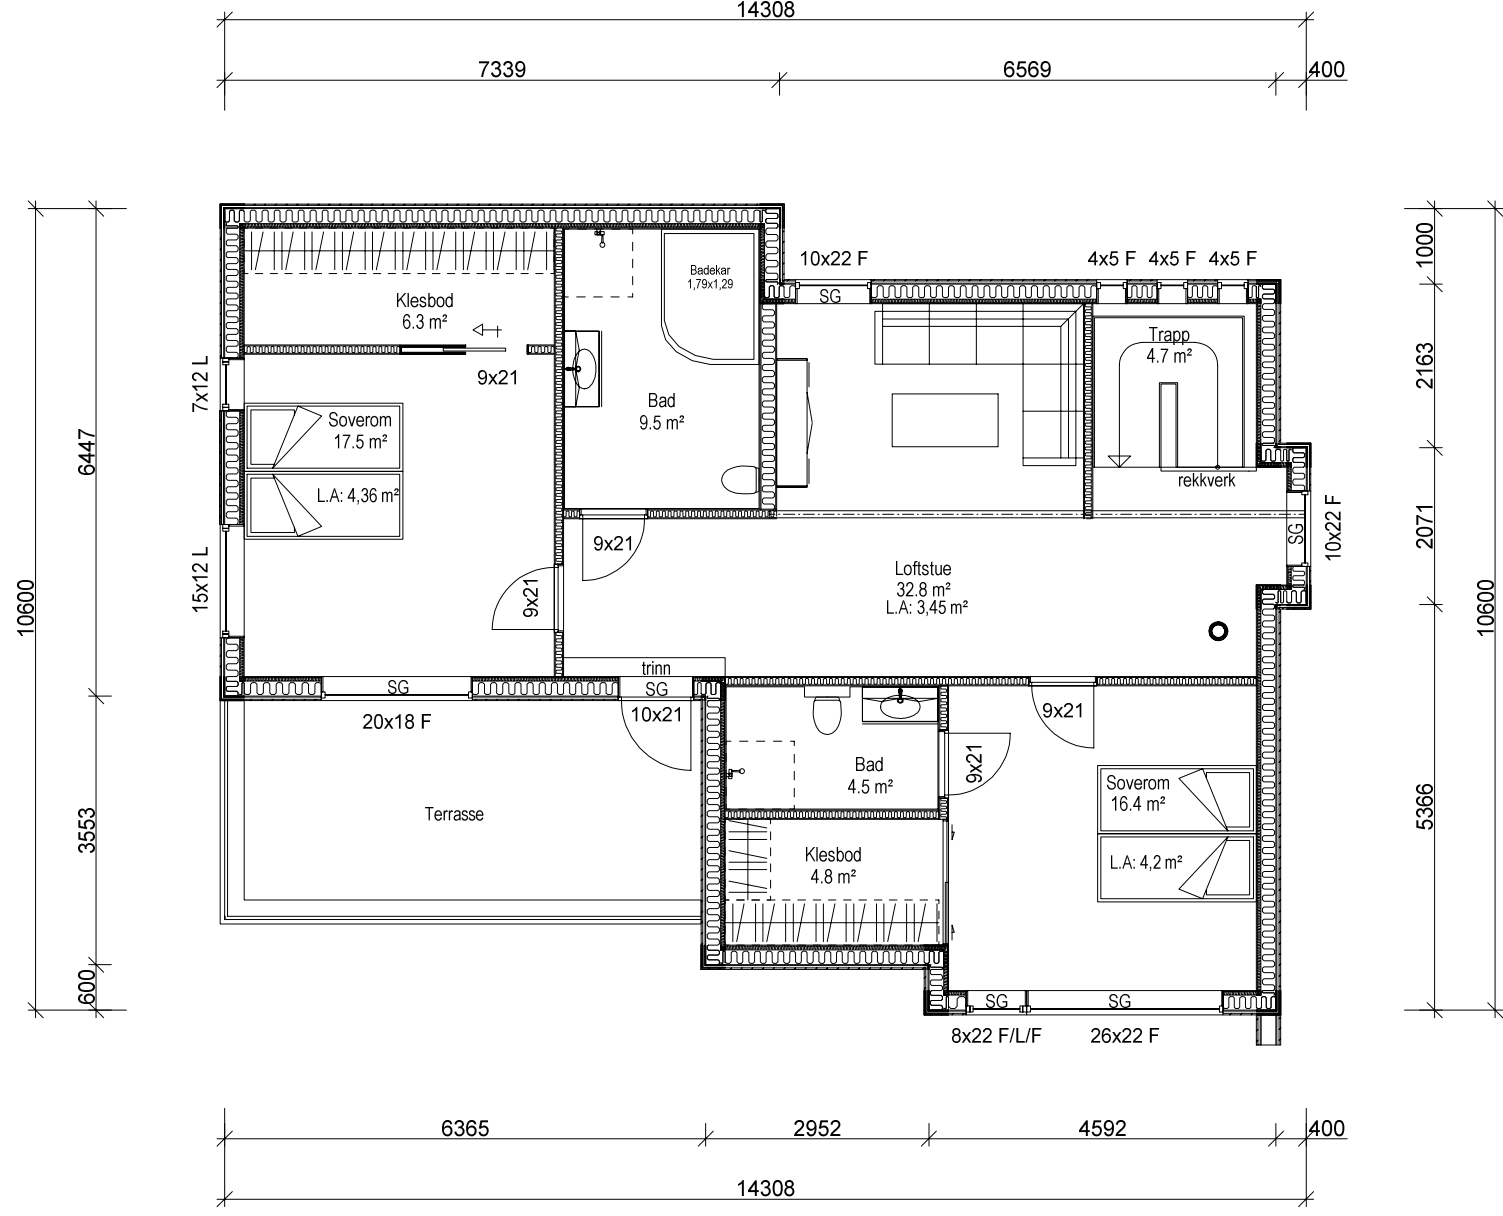 14308
7339
6569
400
10x22 F
4x5 F
4x5 F
4x5 F
SG
Badekar
1,79x1,29
Klesbod
6.3 m²
9x21
Trapp
4.7 m²
rekkverk
1000
2163
2071
5366
10600
10600
6447
3553
600
7x12 L
15x12 L
Soverom
17.5 m²
L.A: 4,36 m²
Bad
9.5 m²
9x21
9x21
Loftstue
32.8 m²
L.A: 3,45 m²
SG
10x22 F
trinn
SG
SG
20x18 F
10x21
9x21
9x21
Bad
4.5 m²
Soverom
16.4 m²
L.A: 4,2 m²
Terrasse
Klesbod
4.8 m²
SG
SG
8x22 F/L/F
26x22 F
6365
2952
4592
400
14308